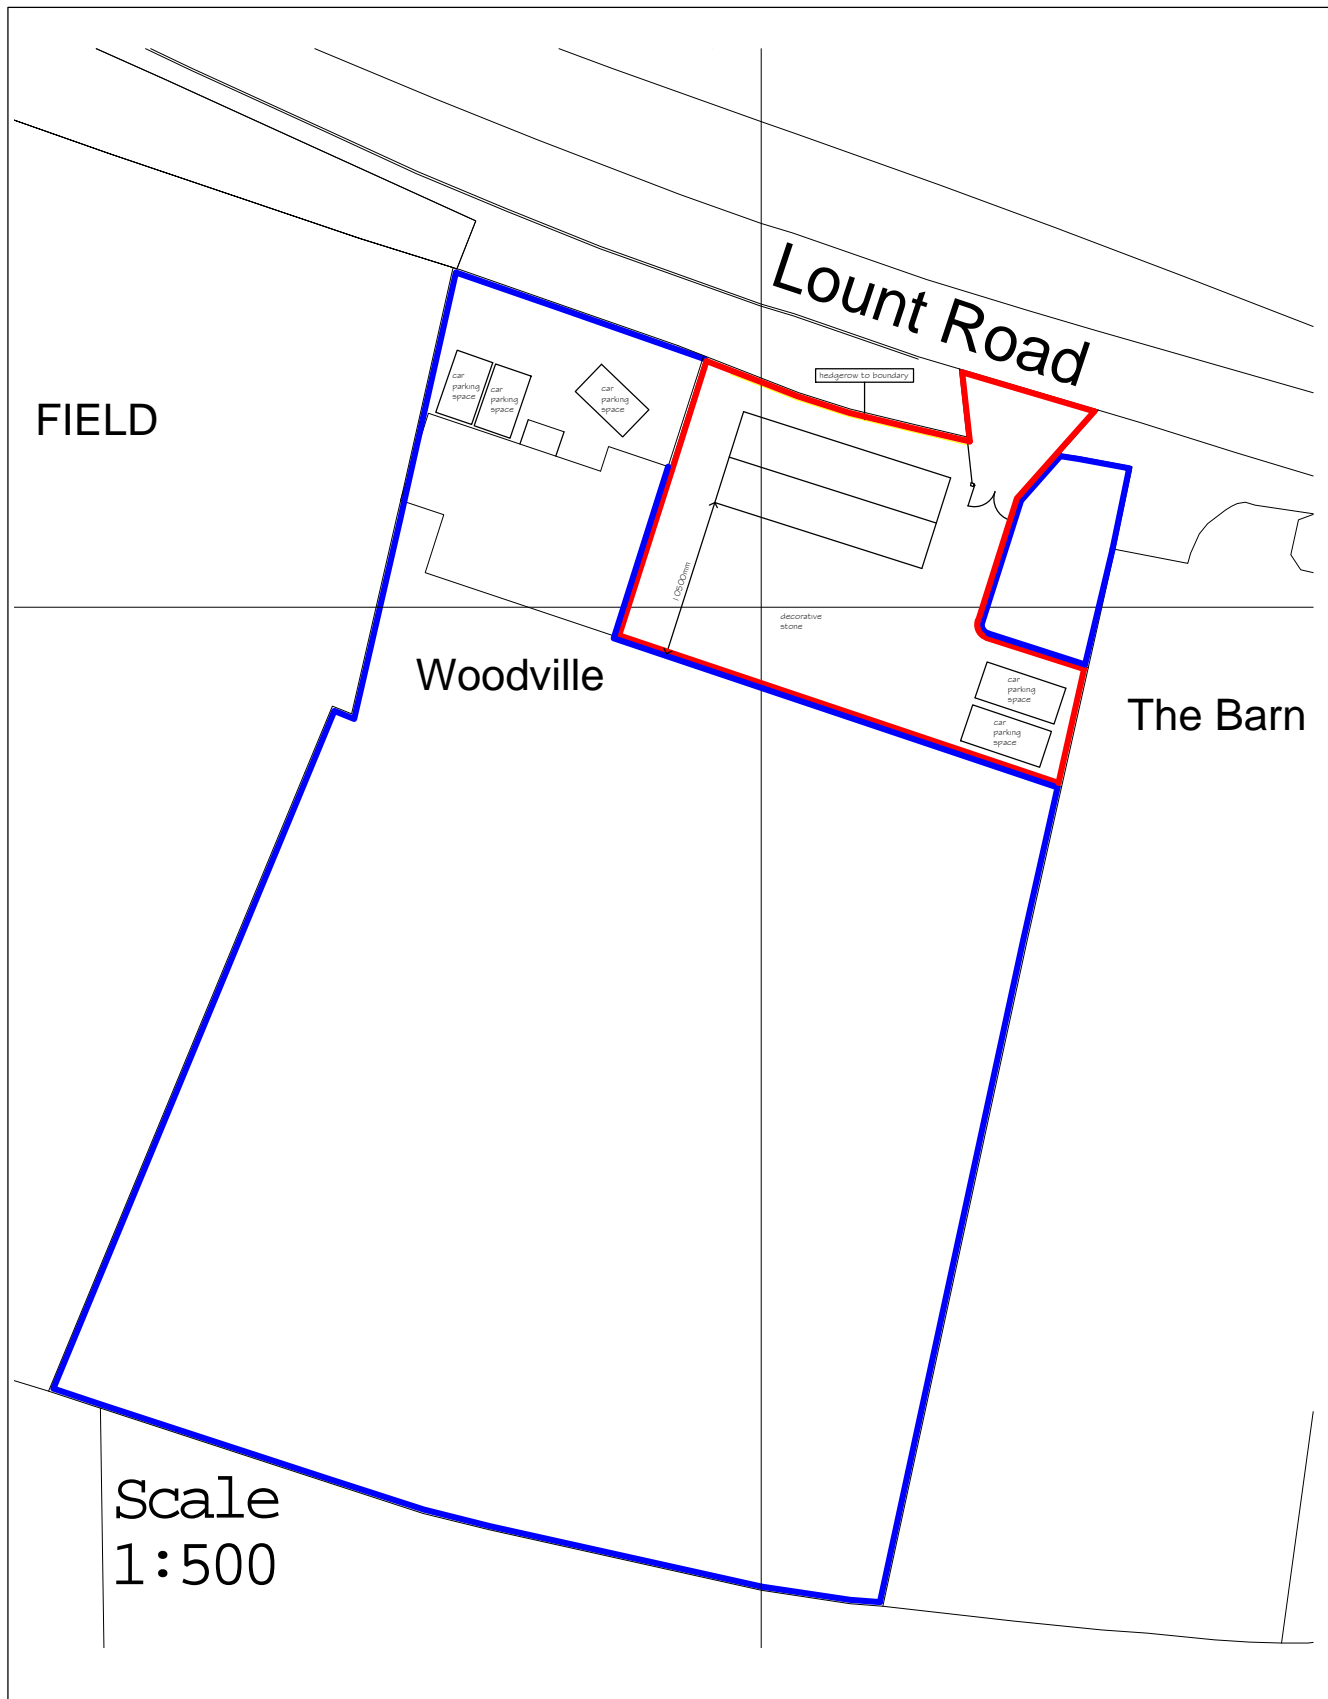 Lount Road
hedgerow to boundary
car
parking
space
car
parking
space
car
parking
space
FIELD
10500mm
decorative
stone
Woodville
car
parking
space
car
parking
space
The Barn
Scale
1:500